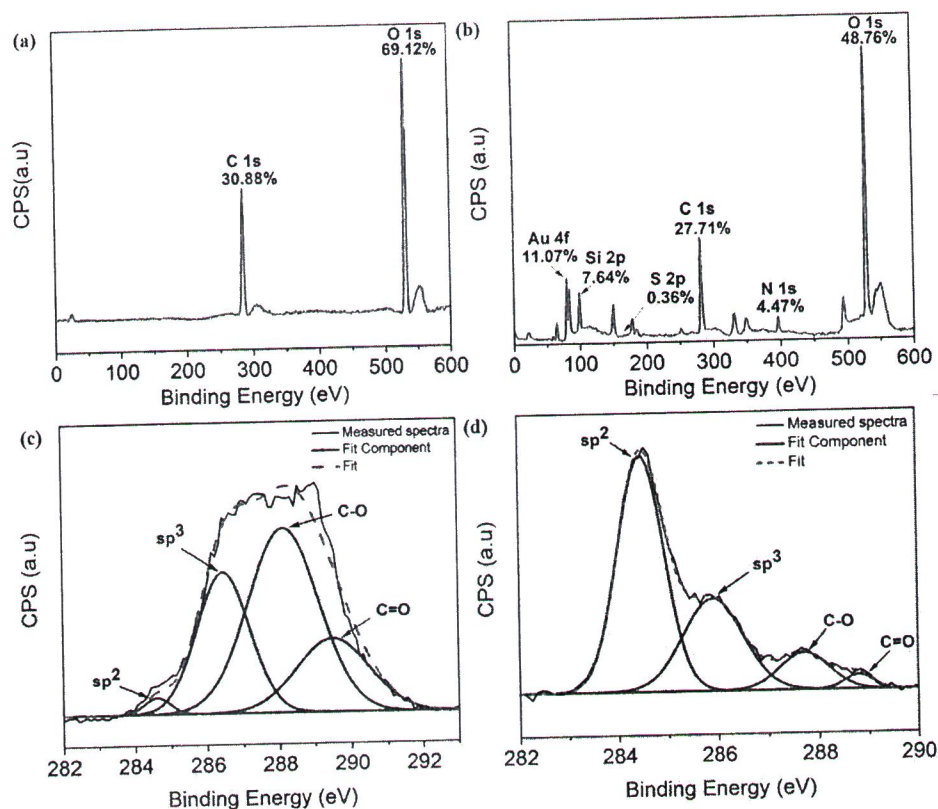 (a)
O 1s
69.12%
C 1s
30.88%
CPS(a.u)
0 100 200 300 400 500 600
Binding Energy (eV)
(b)
O 1s
48.76%
C 1s
27.71%
Au 4f
11.07%
Si 2p
7.64%
S 2p
0.36%
N 1s
4.47%
CPS (a.u)
0 100 200 300 400 500 600
Binding Energy (eV)
(c)
Measured spectra
Fit Component
Fit
C-O
sp3
C=O
sp2
CPS (a.u)
282 284 286 288 290 292
Binding Energy (eV)
(d)
Measured spectra
Fit Component
Fit
sp2
sp3
C-O
C=O
CPS (a.u)
282 284 286 288 290
Binding Energy (eV)